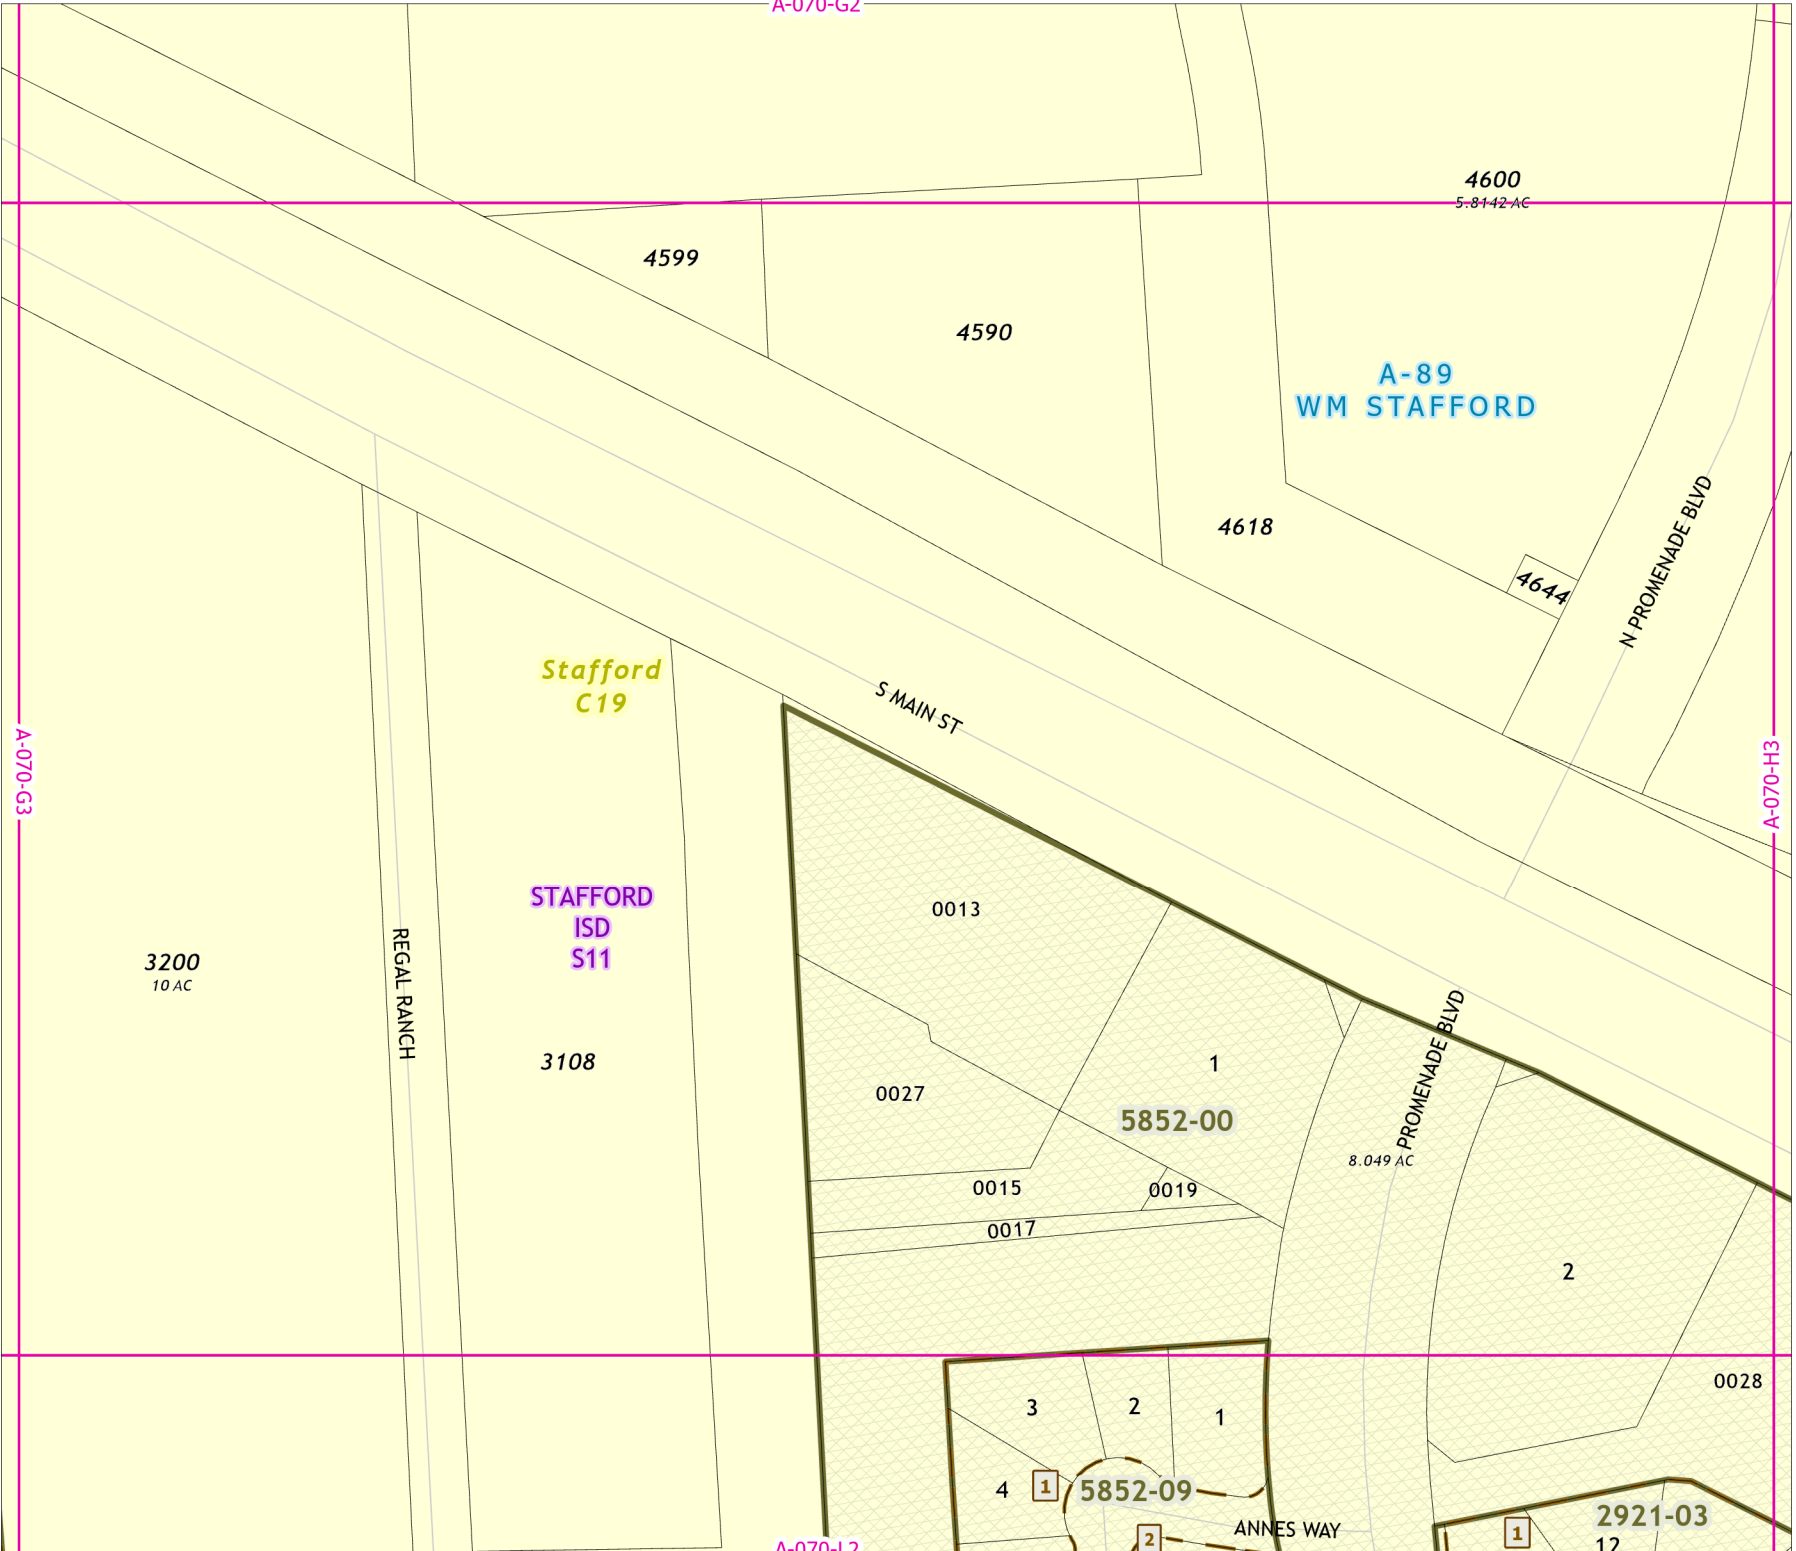 A-070-G2
4600
5.8142 AC
4599
4590
A-89
WM STAFFORD
4618
4644
N PROMENADE BLVD
Stafford
C19
S MAIN ST
A-070-G3
A-070-H3
STAFFORD
ISD
S11
0013
3200
10 AC
REGAL RANCH
3108
1
PROMENADE BLVD
0027
5852-00
8.049 AC
0015
0019
0017
2
0028
3
2
1
4
1
5852-09
2921-03
ANNES WAY
2
1
12
A-070-L2